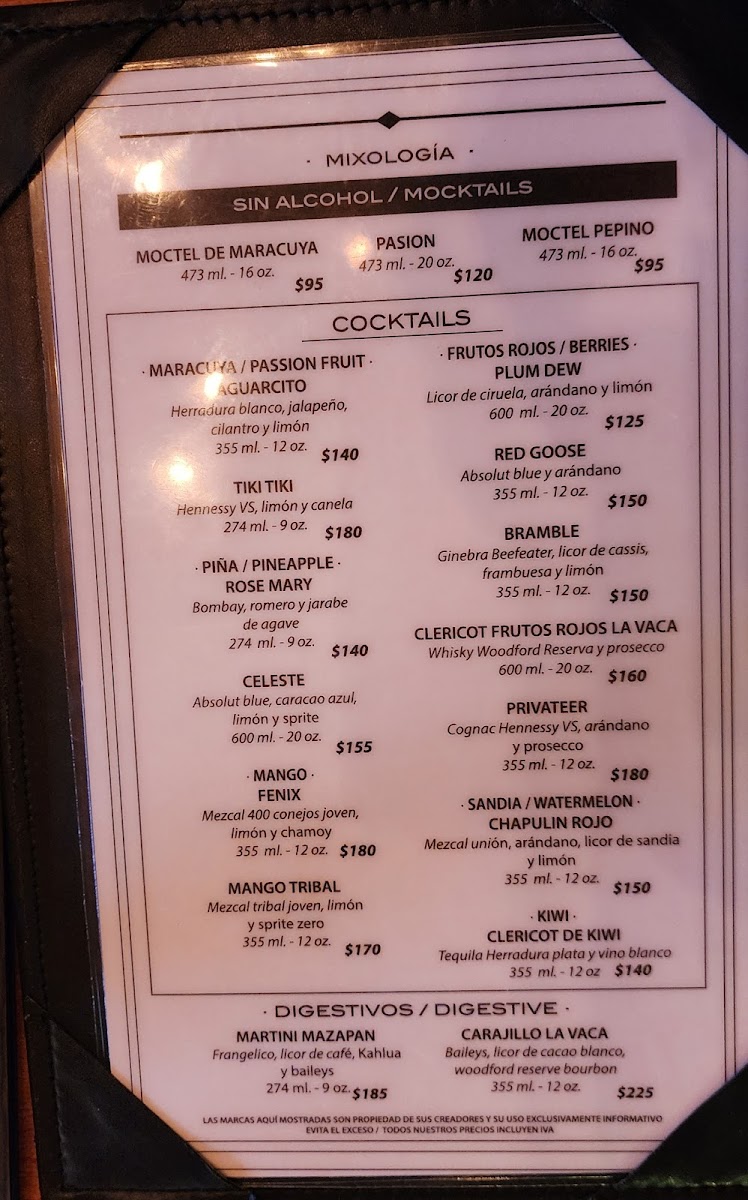 · MIXOLOGÍA ·
SIN ALCOHOL / MOCKTAILS
MOCTEL DE MARACUYA
473 ml. - 16 oz.
$95
PASION
473 ml. - 20 oz.
$120
MOCTEL PEPINO
473 ml. - 16 oz.
$95
COCKTAILS
· MARACUYA / PASSION FRUIT ·
AGUARCITO
Herradura blanco, jalapeño,
cilantro y limón
355 ml. - 12 oz.
$140
TIKI TIKI
Hennessy VS, limón y canela
274 ml. - 9 oz.
$180
· PIÑA / PINEAPPLE ·
ROSE MARY
Bombay, romero y jarabe
de agave
274 ml. - 9 oz.
$140
CELESTE
Absolut blue, caracao azul,
limón y sprite
600 ml. - 20 oz.
$155
· MANGO ·
FENIX
Mezcal 400 conejos joven,
limón y chamoy
355 ml. - 12 oz. $180
MANGO TRIBAL
Mezcal tribal joven, limón
y sprite zero
355 ml. - 12 oz.
$170
· FRUTOS ROJOS / BERRIES ·
PLUM DEW
Licor de ciruela, arándano y limón
600 ml. - 20 oz.
$125
RED GOOSE
Absolut blue y arándano
355 ml. - 12 oz.
$150
BRAMBLE
Ginebra Beefeater, licor de cassis,
frambuesa y limón
355 ml. - 12 oz.
$150
CLERICOT FRUTOS ROJOS LA VACA
Whisky Woodford Reserva y prosecco
600 ml. - 20 oz.
$160
PRIVATEER
Cognac Hennessy VS, arándano
y prosecco
355 ml. - 12 oz.
$180
· SANDIA / WATERMELON ·
CHAPULIN ROJO
Mezcal unión, arándano, licor de sandia
y limón
355 ml. - 12 oz.
$150
· KIWI ·
CLERICOT DE KIWI
Tequila Herradura plata y vino blanco
355 ml. - 12 oz $140
· DIGESTIVOS / DIGESTIVE ·
MARTINI MAZAPAN
Frangelico, licor de café, Kahlua
y baileys
274 ml. - 9 oz. $185
CARAJILLO LA VACA
Baileys, licor de cacao blanco,
woodford reserve bourbon
355 ml. - 12 oz.
$225
LAS MARCAS AQUÍ MOSTRADAS SON PROPIEDAD DE SUS CREADORES Y SU USO EXCLUSIVAMENTE INFORMATIVO
EVITA EL EXCESO / TODOS NUESTROS PRECIOS INCLUYEN IVA